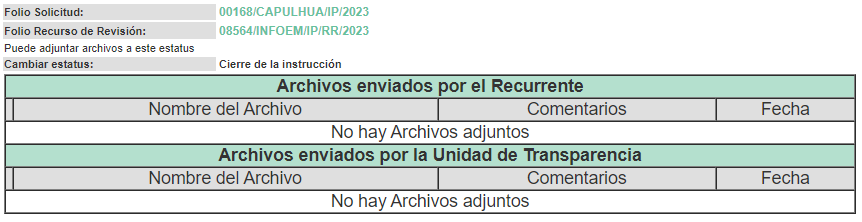 Folio Solicitud: 00168/CAPULHUA/IP/2023
Folio Recurso de Revisión: 08564/INFOEM/IP/RR/2023
Puede adjuntar archivos a este estatus
Cambiar estatus: Cierre de la instrucción
Archivos enviados por el Recurrente
Nombre del Archivo Comentarios Fecha
No hay Archivos adjuntos
Archivos enviados por la Unidad de Transparencia
Nombre del Archivo Comentarios Fecha
No hay Archivos adjuntos